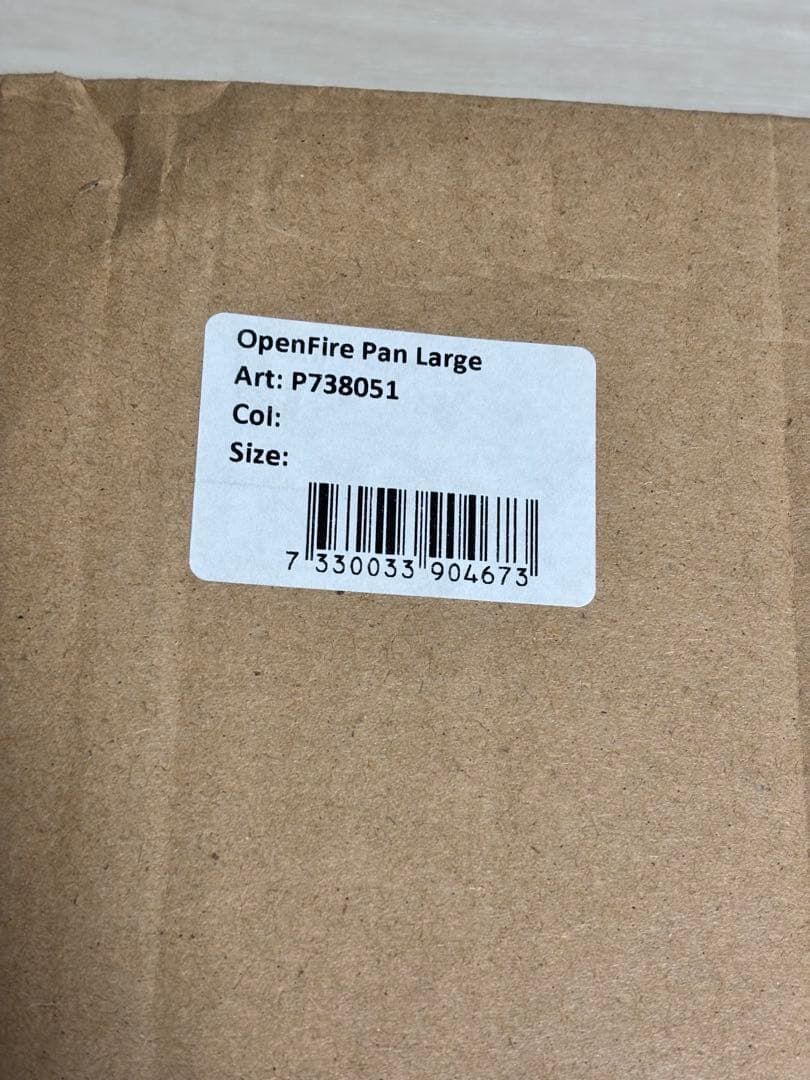 OpenFire Pan Large
Art: P738051
Col:
Size:
7 330033 904673